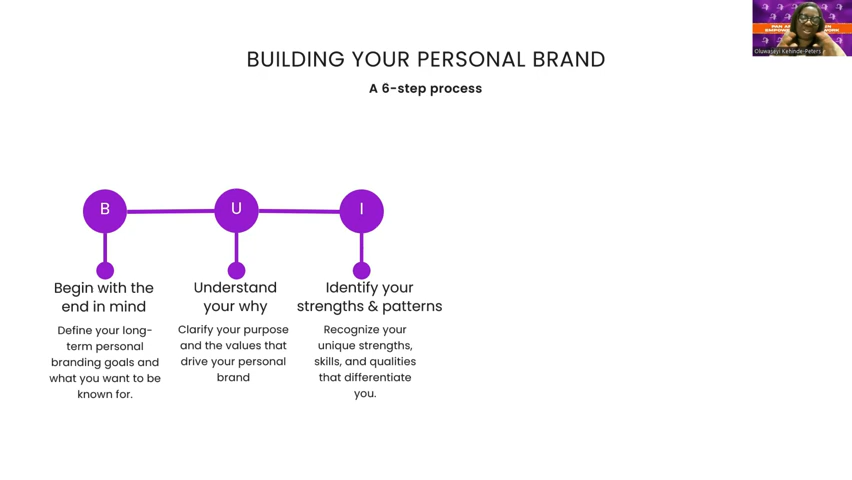 BUILDING YOUR PERSONAL BRAND
A 6-step process
B
U
I
Begin with the
end in mind
Define your long-
term personal
branding goals and
what you want to be
known for.
Understand
your why
Clarify your purpose
and the values that
drive your personal
brand
Identify your
strengths & patterns
Recognize your
unique strengths,
skills, and qualities
that differentiate
you.
PAN
EMPOWE
Oluwaseyi Kehinde-Peters